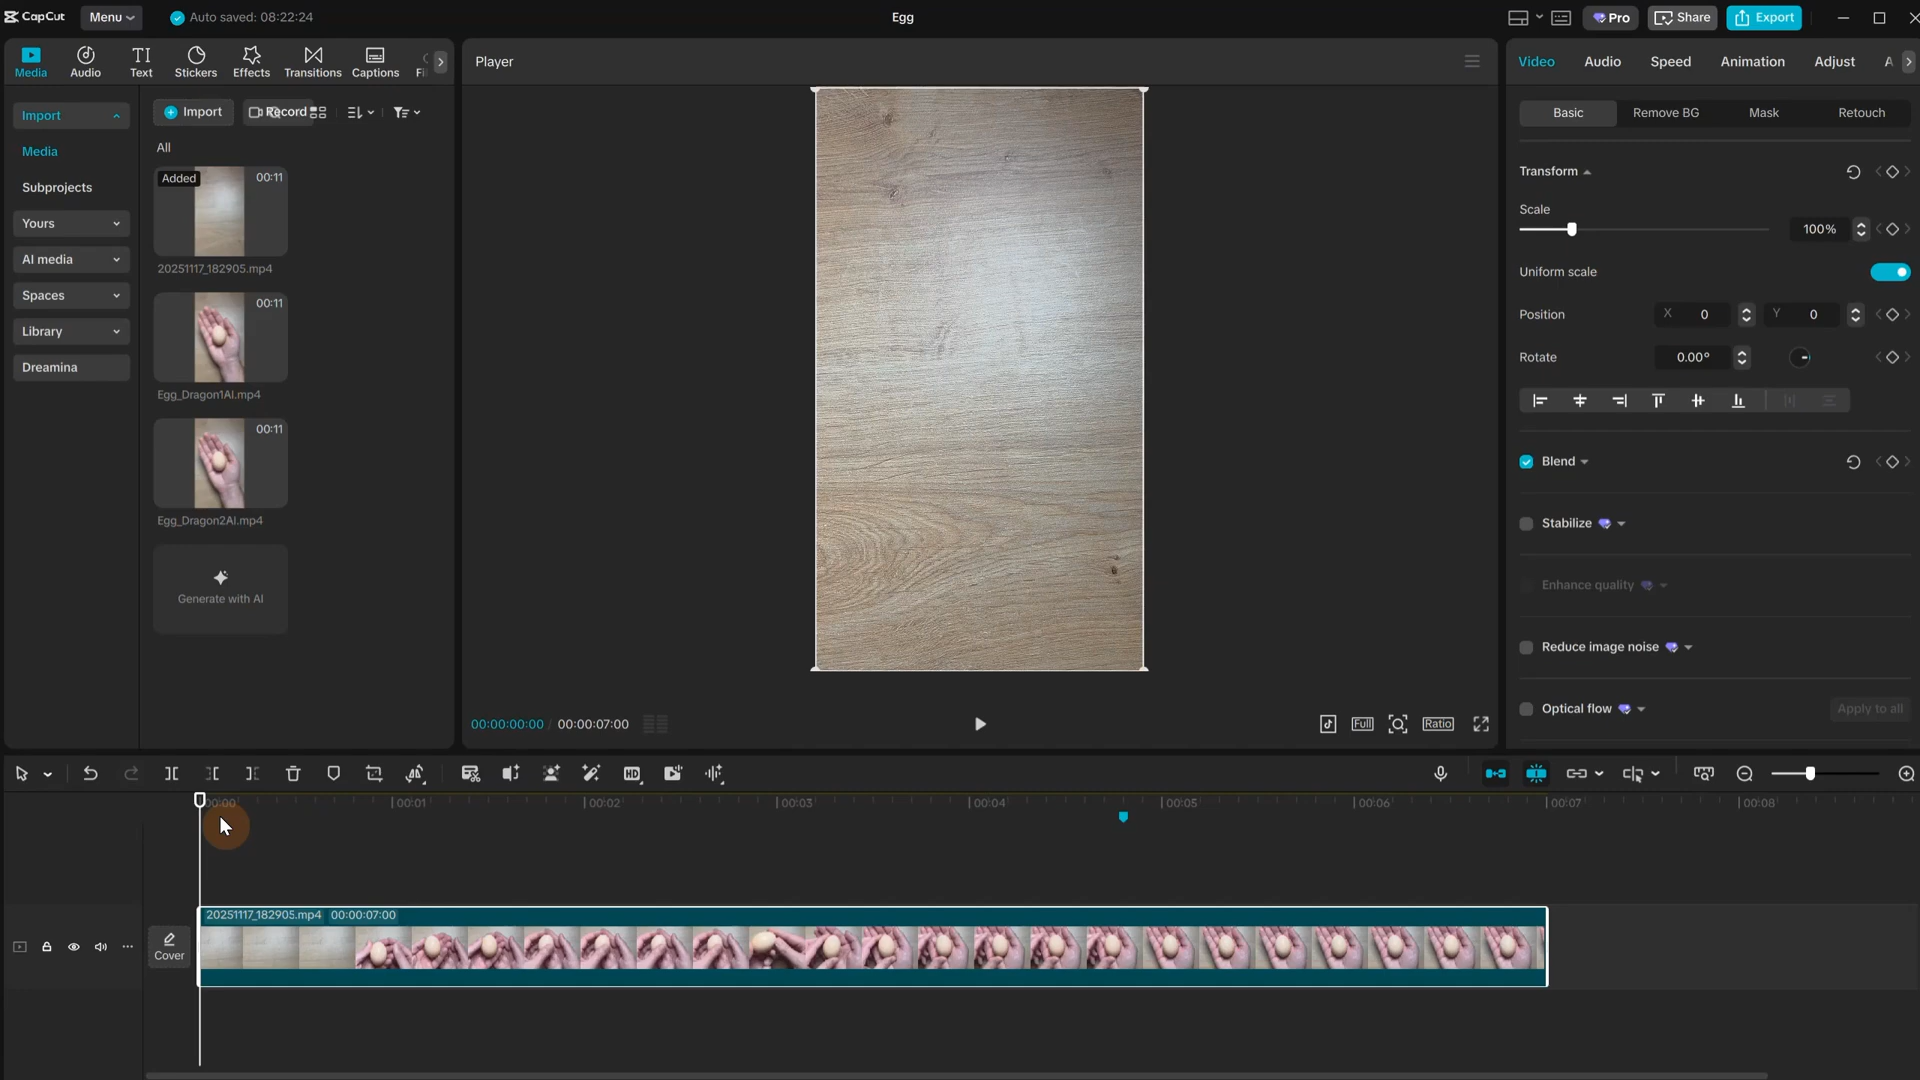 CapCut
Menu
Auto saved: 08:22:24
Egg
Pro
Share
Export
Media
Audio
Text
Stickers
Effects
Transitions
Captions
Player
Video
Audio
Speed
Animation
Adjust
A
Import
Media
Subprojects
Yours
AI media
Spaces
Library
Dreamina
Import
Record
All
Added
00:11
20251117_182905.mp4
00:11
Egg_Dragon1AI.mp4
00:11
Egg_Dragon2AI.mp4
Generate with AI
00:00:00:00
00:00:07:00
Full
Ratio
Basic
Remove BG
Mask
Retouch
Transform
Scale
100%
Uniform scale
Position
X 0
Y 0
Rotate
0.00°
Blend
Stabilize
Enhance quality
Reduce image noise
Optical flow
Apply to all
HD
00:00
00:01
00:02
00:03
00:04
00:05
00:06
00:07
00:08
20251117_182905.mp4 00:00:07:00
Cover